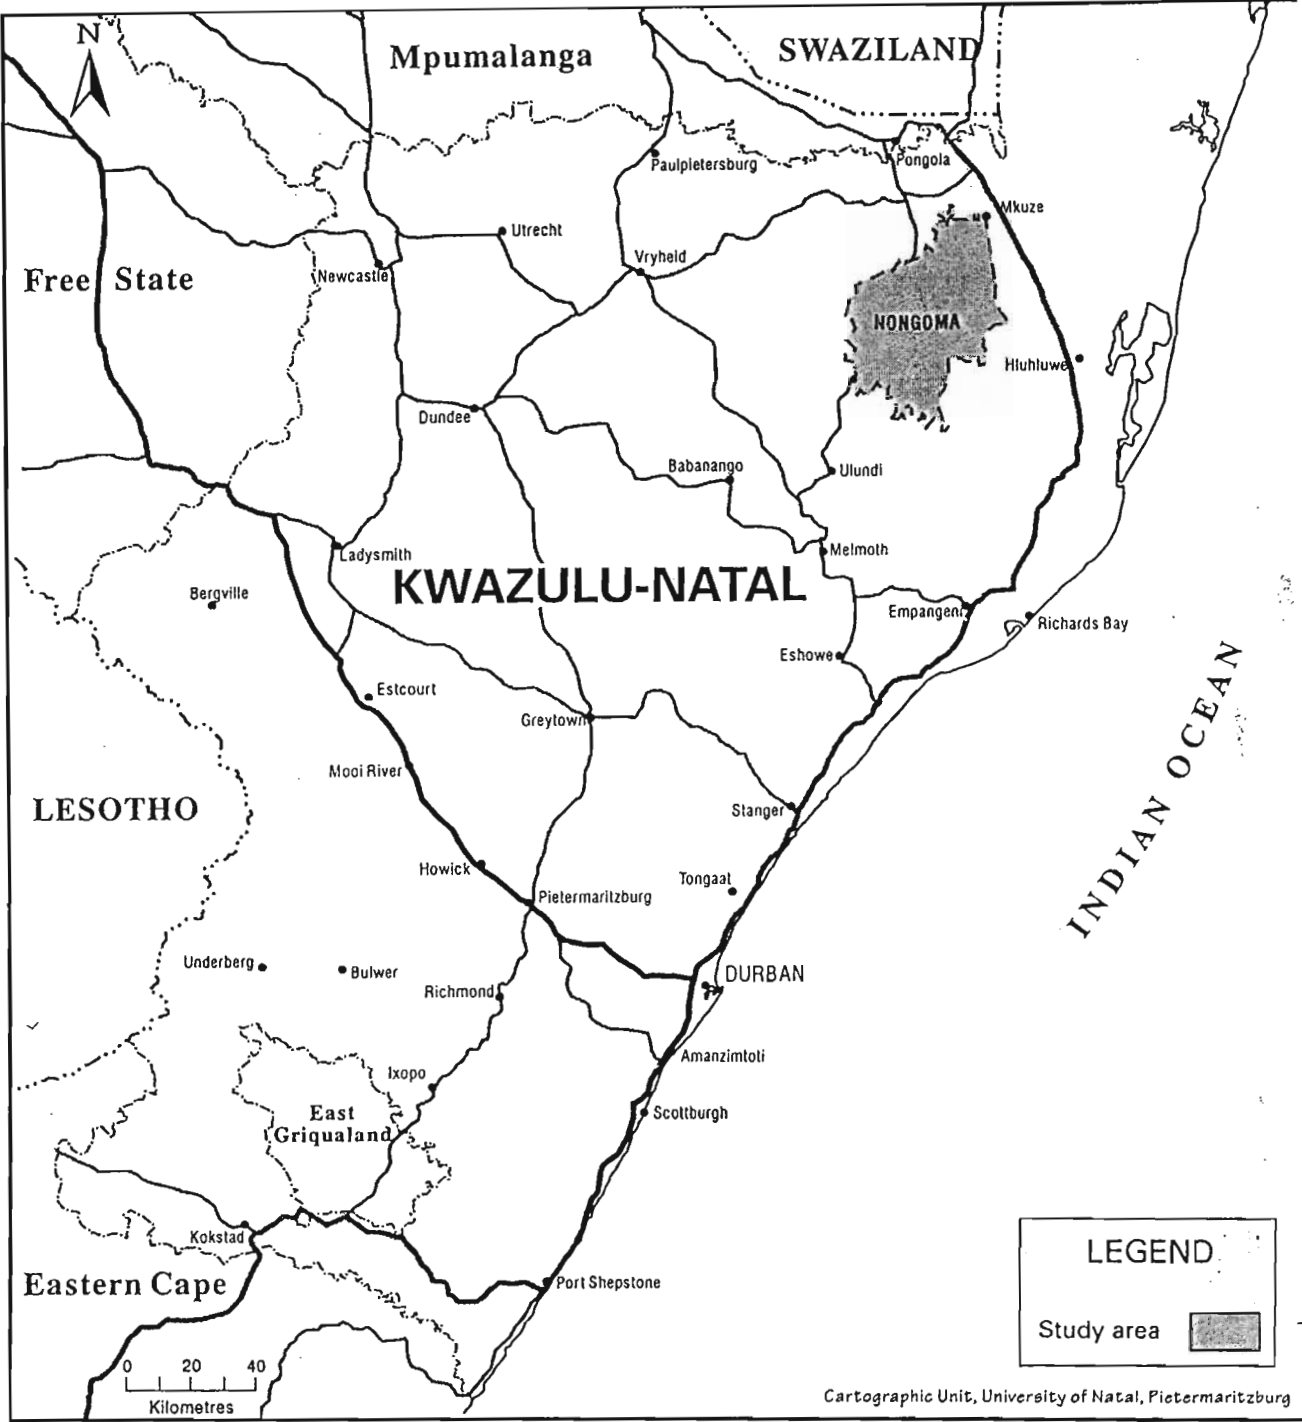 N
Mpumalanga
SWAZILAND
Paulpietersburg
Pongola
Mkuze
Utrecht
Vryheid
Newcastle
Free State
NONGOMA
Hluhluwe
Dundee
Babanango
Ulundi
Ladysmith
Melmoth
KWAZULU-NATAL
Bergville
Empangeni
Richards Bay
Eshowe
Estcourt
Greytown
INDIAN OCEAN
Mooi River
LESOTHO
Stanger
Howick
Tongaat
Pietermaritzburg
Underberg
Bulwer
DURBAN
Richmond
Amanzimtoti
Ixopo
Scottburgh
East
Griqualand
Kokstad
LEGEND
Eastern Cape
Port Shepstone
Study area
0 20 40
Kilometres
Cartographic Unit, University of Natal, Pietermaritzburg